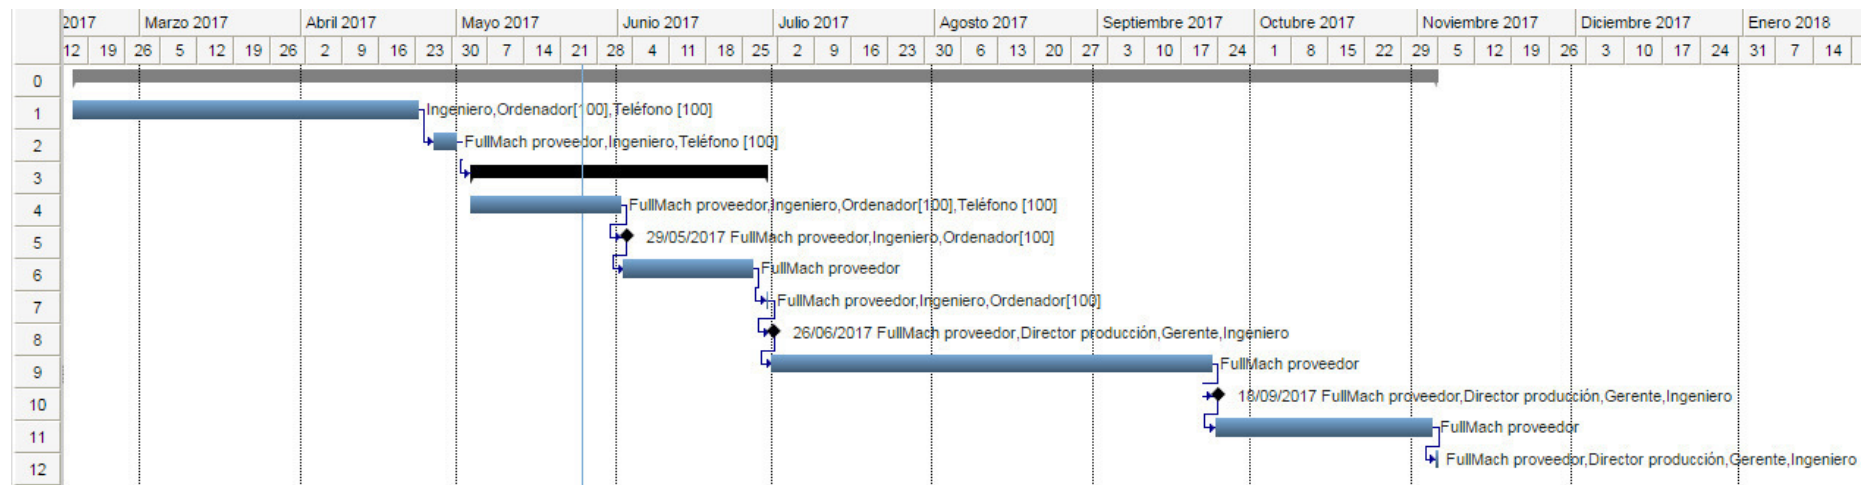 2017 Marzo 2017 Abril 2017 Mayo 2017 Junio 2017 Julio 2017 Agosto 2017 Septiembre 2017 Octubre 2017 Noviembre 2017 Diciembre 2017 Enero 2018
12 19 26 5 12 19 26 2 9 16 23 30 7 14 21 28 4 11 18 25 2 9 16 23 30 6 13 20 27 3 10 17 24 1 8 15 22 29 5 12 19 26 3 10 17 24 31 7 14
0
1 Ingeniero,Ordenador[100],Teléfono [100]
2 FullMach proveedor,Ingeniero,Teléfono [100]
3
4 FullMach proveedor,Ingeniero,Ordenador[100],Teléfono [100]
5 29/05/2017 FullMach proveedor,Ingeniero,Ordenador[100]
6 FullMach proveedor
7 FullMach proveedor,Ingeniero,Ordenador[100]
8 26/06/2017 FullMach proveedor,Director producción,Gerente,Ingeniero
9 FullMach proveedor
10 18/09/2017 FullMach proveedor,Director producción,Gerente,Ingeniero
11 FullMach proveedor
12 FullMach proveedor,Director producción,Gerente,Ingeniero